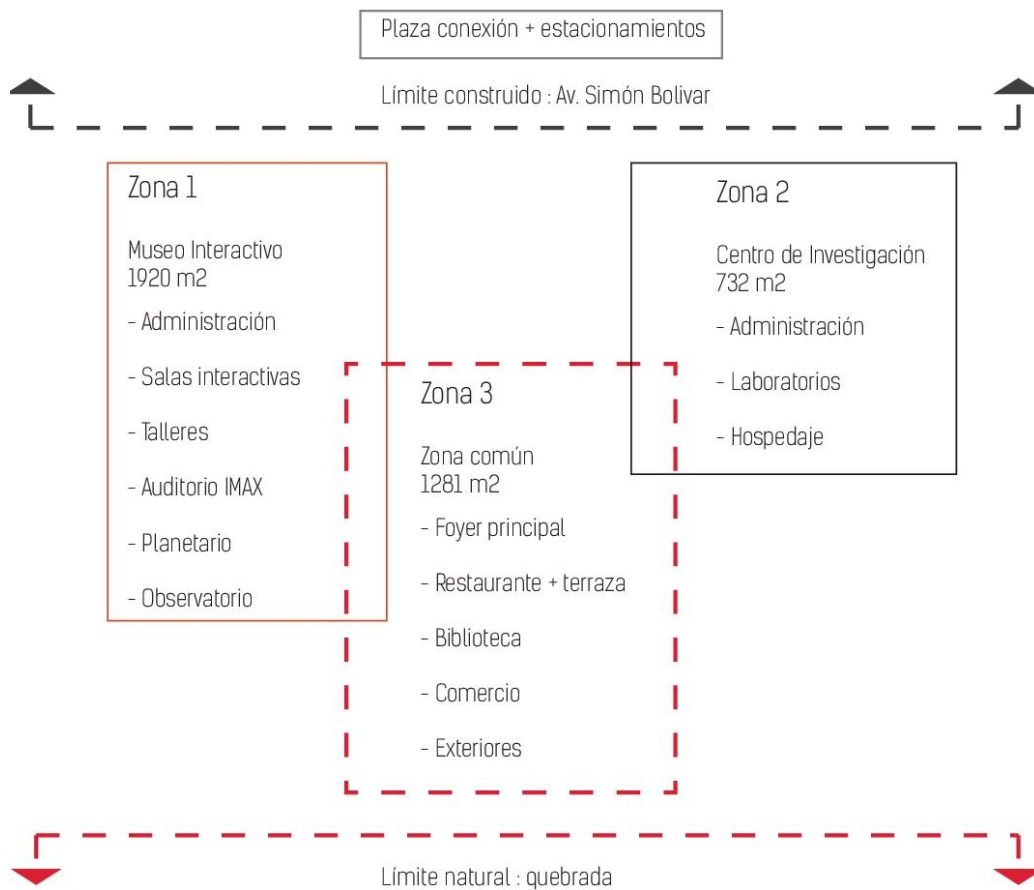 Plaza conexión + estacionamientos
Límite construido : Av. Simón Bolivar
Zona 1
Museo Interactivo
1920 m2
- Administración
- Salas interactivas
- Talleres
- Auditorio IMAX
- Planetario
- Observatorio
Zona 2
Centro de Investigación
732 m2
- Administración
- Laboratorios
- Hospedaje
Zona 3
Zona común
1281 m2
- Foyer principal
- Restaurante + terraza
- Biblioteca
- Comercio
- Exteriores
Límite natural : quebrada